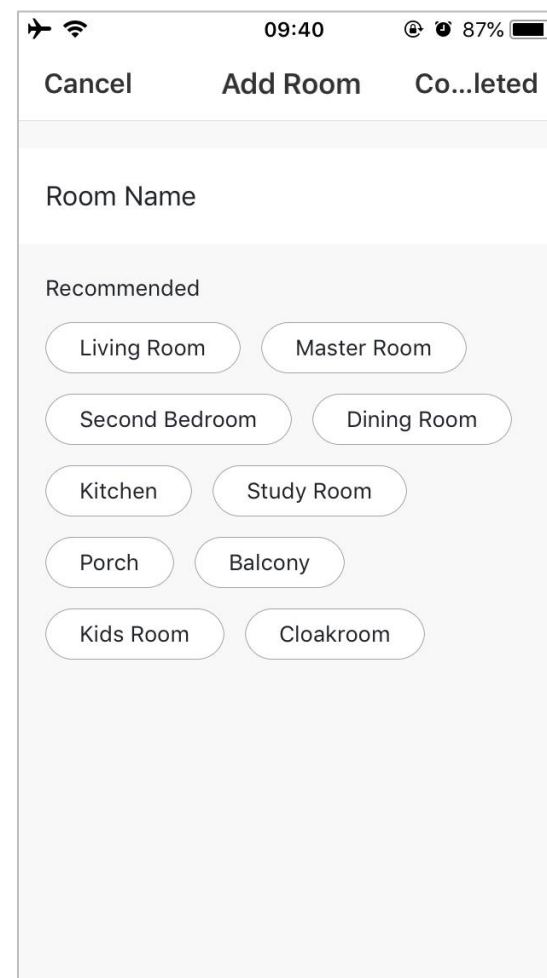 09:40 87%
Cancel Add Room Co...leted
Room Name
Recommended
Living Room Master Room
Second Bedroom Dining Room
Kitchen Study Room
Porch Balcony
Kids Room Cloakroom